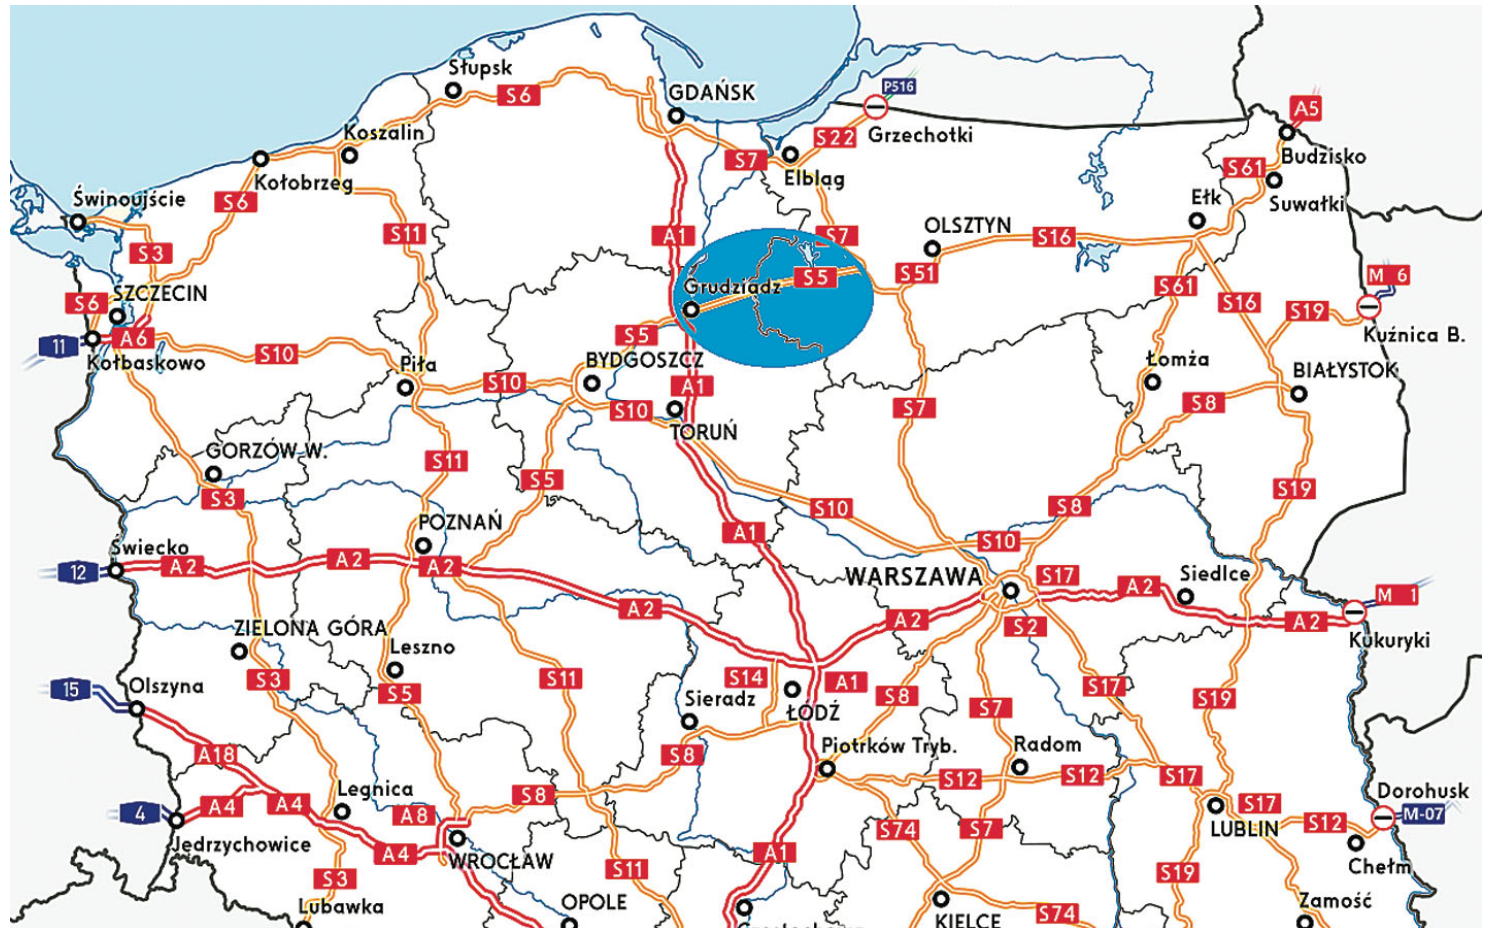 Słupsk
S6
GDAŃSK
P516
Grzechotki
S22
A5
Budzisko
Koszalin
S7
Elbląg
S61
Suwałki
Kołobrzeg
Świnoujście
S6
Ełk
S11
A1
S7
OLSZTYN
S16
S3
S5
S51
M 6
S61
Grudziądz
SZCZECIN
S6
S16
S19
Kuźnica B.
11
A6
S5
Kołbaskowo
S10
Piła
S10
BYDGOSZCZ
A1
Łomża
BIAŁYSTOK
S10
S7
S8
TORUŃ
GORZÓW W.
S11
S5
S3
S19
S10
S8
POZNAŃ
A1
S10
Świecko
12
A2
A2
A2
WARSZAWA
S17
A2
Siedlce
M 1
A2
A2
S2
A2
Kukuryki
ZIELONA GÓRA
Leszno
S3
S5
S11
S14
A1
S17
15
Olszyna
Sieradz
ŁÓDŹ
S8
S7
S19
A18
S8
Piotrków Tryb.
Radom
S12
S12
S17
Legnica
S8
Dorohusk
4
A4
A4
A8
S17
S12
M-07
LUBLIN
S74
S7
Jędrzychowice
A4
WROCŁAW
A1
Chełm
S3
S11
S19
Lubawka
OPOLE
KIELCE
S74
Zamość